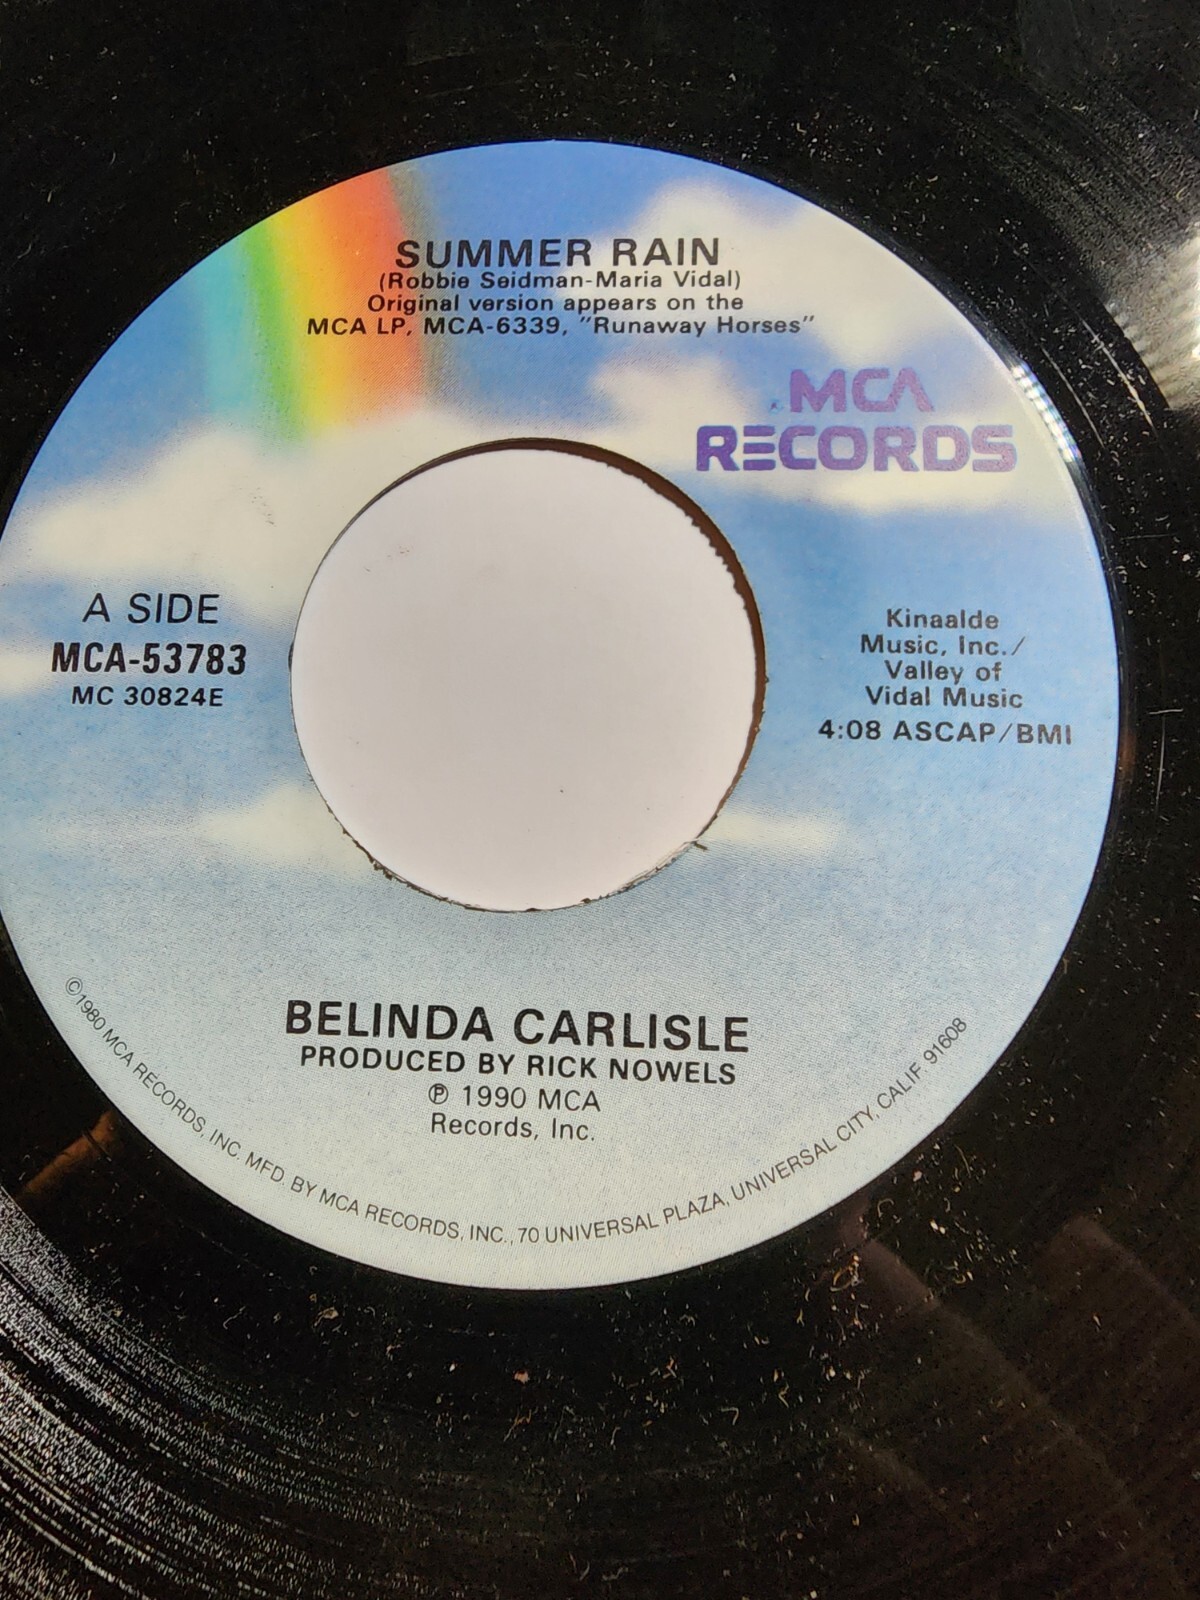 SUMMER RAIN
(Robbie Seidman-Maria Vidal)
Original version appears on the
MCA LP, MCA-6339, "Runaway Horses"
MCA
RECORDS
A SIDE
MCA-53783
MC 30824E
Kinaalde
Music, Inc./
Valley of
Vidal Music
4:08 ASCAP/BMI
BELINDA CARLISLE
PRODUCED BY RICK NOWELS
℗ 1990 MCA
Records, Inc.
©1980 MCA RECORDS, INC. MFD. BY MCA RECORDS, INC., 70 UNIVERSAL PLAZA, UNIVERSAL CITY, CALIF. 91608